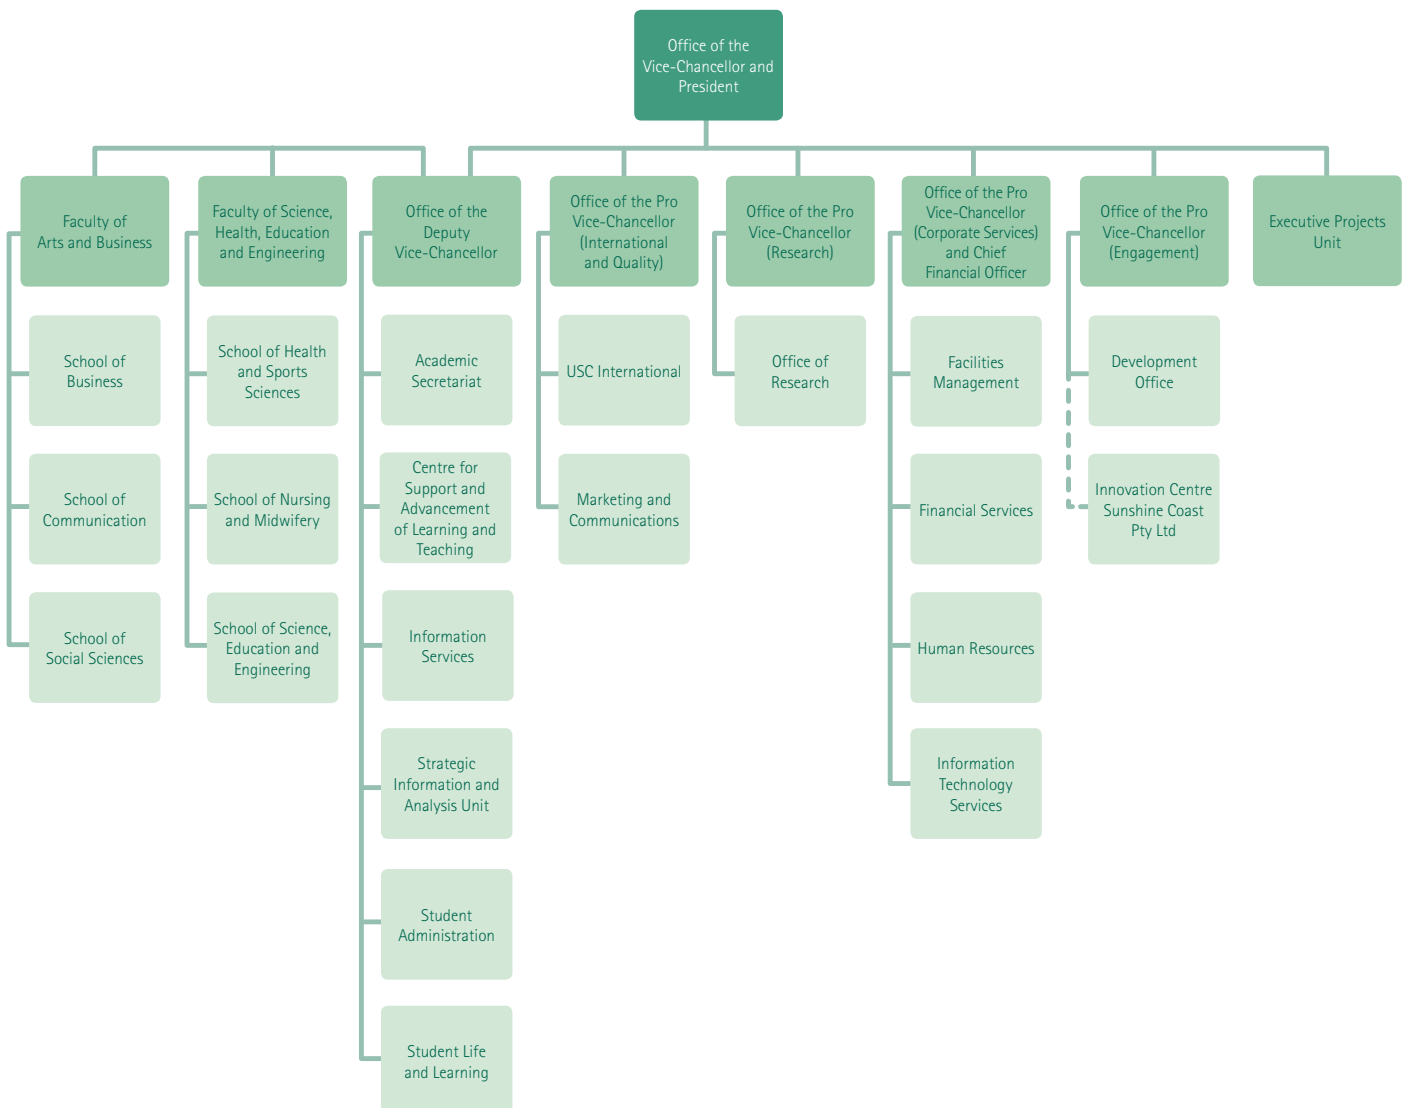 Office of the
Vice-Chancellor and
President
Faculty of
Arts and Business
Faculty of Science,
Health, Education
and Engineering
Office of the
Deputy
Vice-Chancellor
Office of the Pro
Vice-Chancellor
(International
and Quality)
Office of the Pro
Vice-Chancellor
(Research)
Office of the Pro
Vice-Chancellor
(Corporate Services)
and Chief
Financial Officer
Office of the Pro
Vice-Chancellor
(Engagement)
Executive Projects
Unit
School of
Business
School of Health
and Sports
Sciences
Academic
Secretariat
USC International
Office of
Research
Facilities
Management
Development
Office
School of
Communication
School of Nursing
and Midwifery
Centre for
Support and
Advancement
of Learning and
Teaching
Marketing and
Communications
Financial Services
Innovation Centre
Sunshine Coast
Pty Ltd
School of
Social Sciences
School of Science,
Education and
Engineering
Information
Services
Human Resources
Strategic
Information and
Analysis Unit
Information
Technology
Services
Student
Administration
Student Life
and Learning